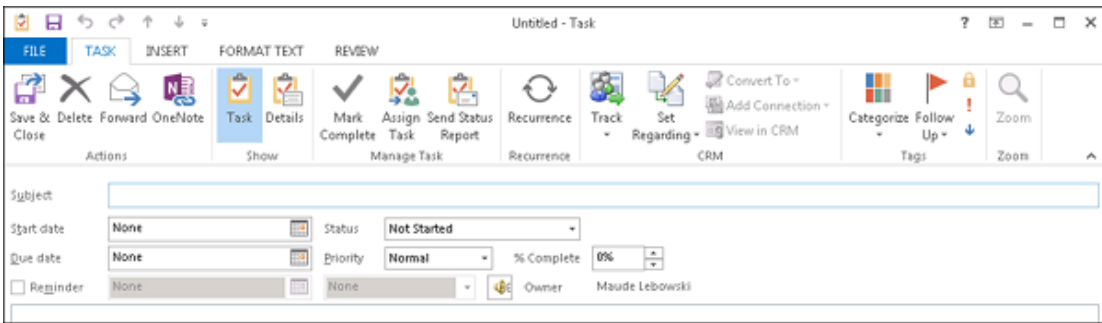 Untitled - Task
FILE TASK INSERT FORMAT TEXT REVIEW
Save & Close Delete Forward OneNote
Task Details
Mark Complete Assign Task Send Status Report
Recurrence
Track Set Regarding
Convert To
Add Connection
View in CRM
Categorize Follow Up
Zoom
Actions Show Manage Task Recurrence CRM Tags Zoom
Subject
Start date None Status Not Started
Due date None Priority Normal % Complete 0%
Reminder None None Owner Maude Lebowski